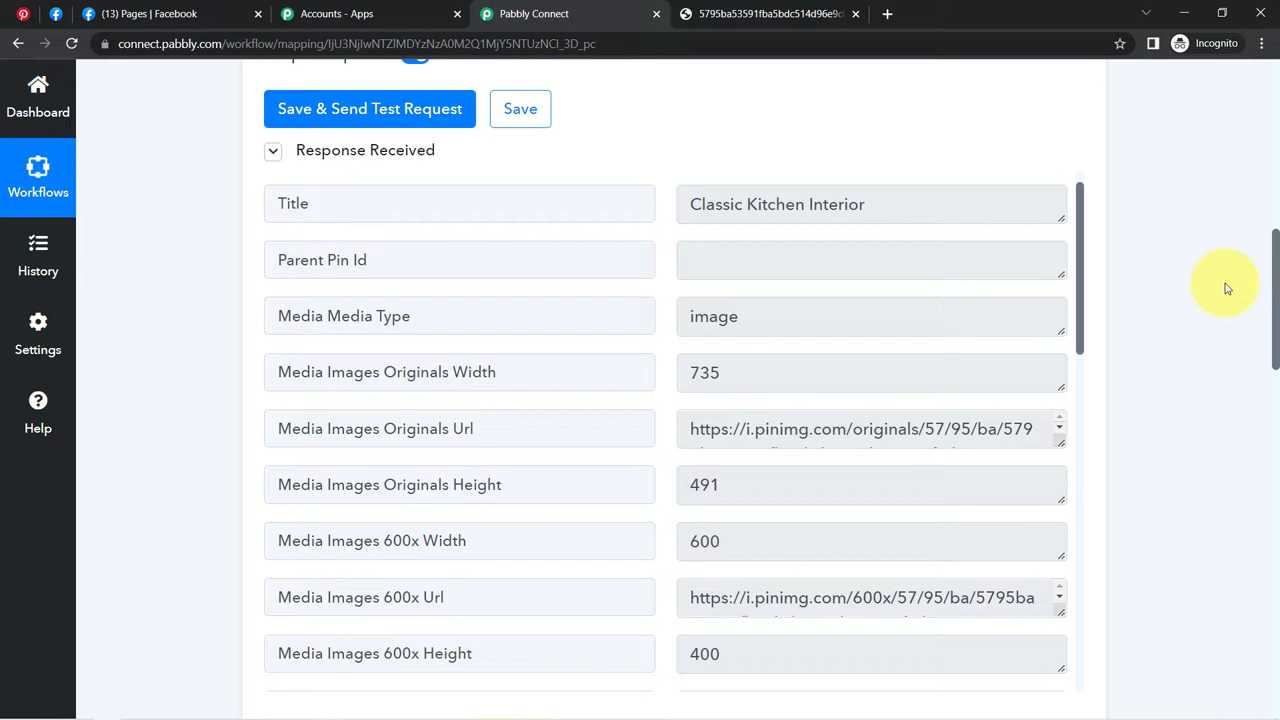 (13) Pages | Facebook
Accounts - Apps
Pabbly Connect
connect.pabbly.com/workflow/mapping/
Incognito
Dashboard
Workflows
History
Settings
Help
Save & Send Test Request
Save
Response Received
Title
Classic Kitchen Interior
Parent Pin Id
Media Media Type
image
Media Images Originals Width
735
Media Images Originals Url
https://i.pinimg.com/originals/57/95/ba/579
Media Images Originals Height
491
Media Images 600x Width
600
Media Images 600x Url
https://i.pinimg.com/600x/57/95/ba/5795ba
Media Images 600x Height
400